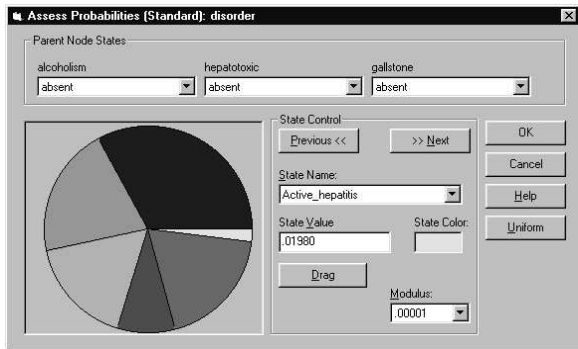 Assess Probabilities (Standard): disorder
Parent Node States
alcoholism hepatotoxic gallstone
absent absent absent
State Control
Previous << >> Next
State Name:
Active_hepatitis
State Value State Color:
.01980
Drag
Modulus:
.00001
OK
Cancel
Help
Uniform